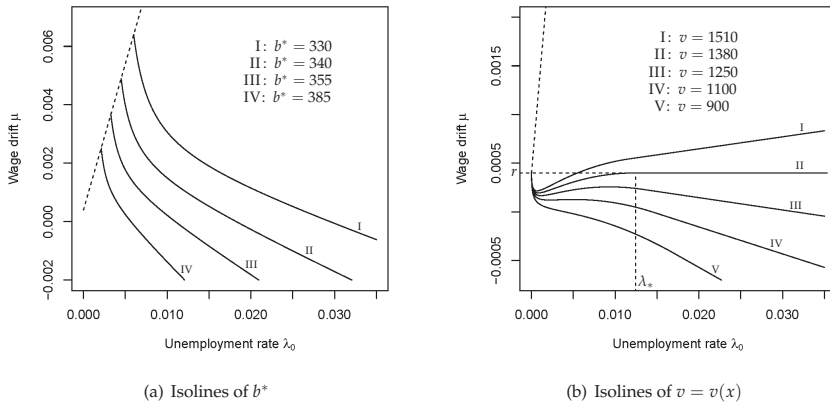 I: b* = 330
II: b* = 340
III: b* = 355
IV: b* = 385
Wage drift μ
0.006
0.004
0.002
0.000
−0.002
I
II
III
IV
0.000
0.010
0.020
0.030
Unemployment rate λ₀
(a) Isolines of b*
I: v = 1510
II: v = 1380
III: v = 1250
IV: v = 1100
V: v = 900
Wage drift μ
0.0015
0.0005
r
−0.0005
I
II
III
IV
V
λ*
0.000
0.010
0.020
0.030
Unemployment rate λ₀
(b) Isolines of v = v(x)